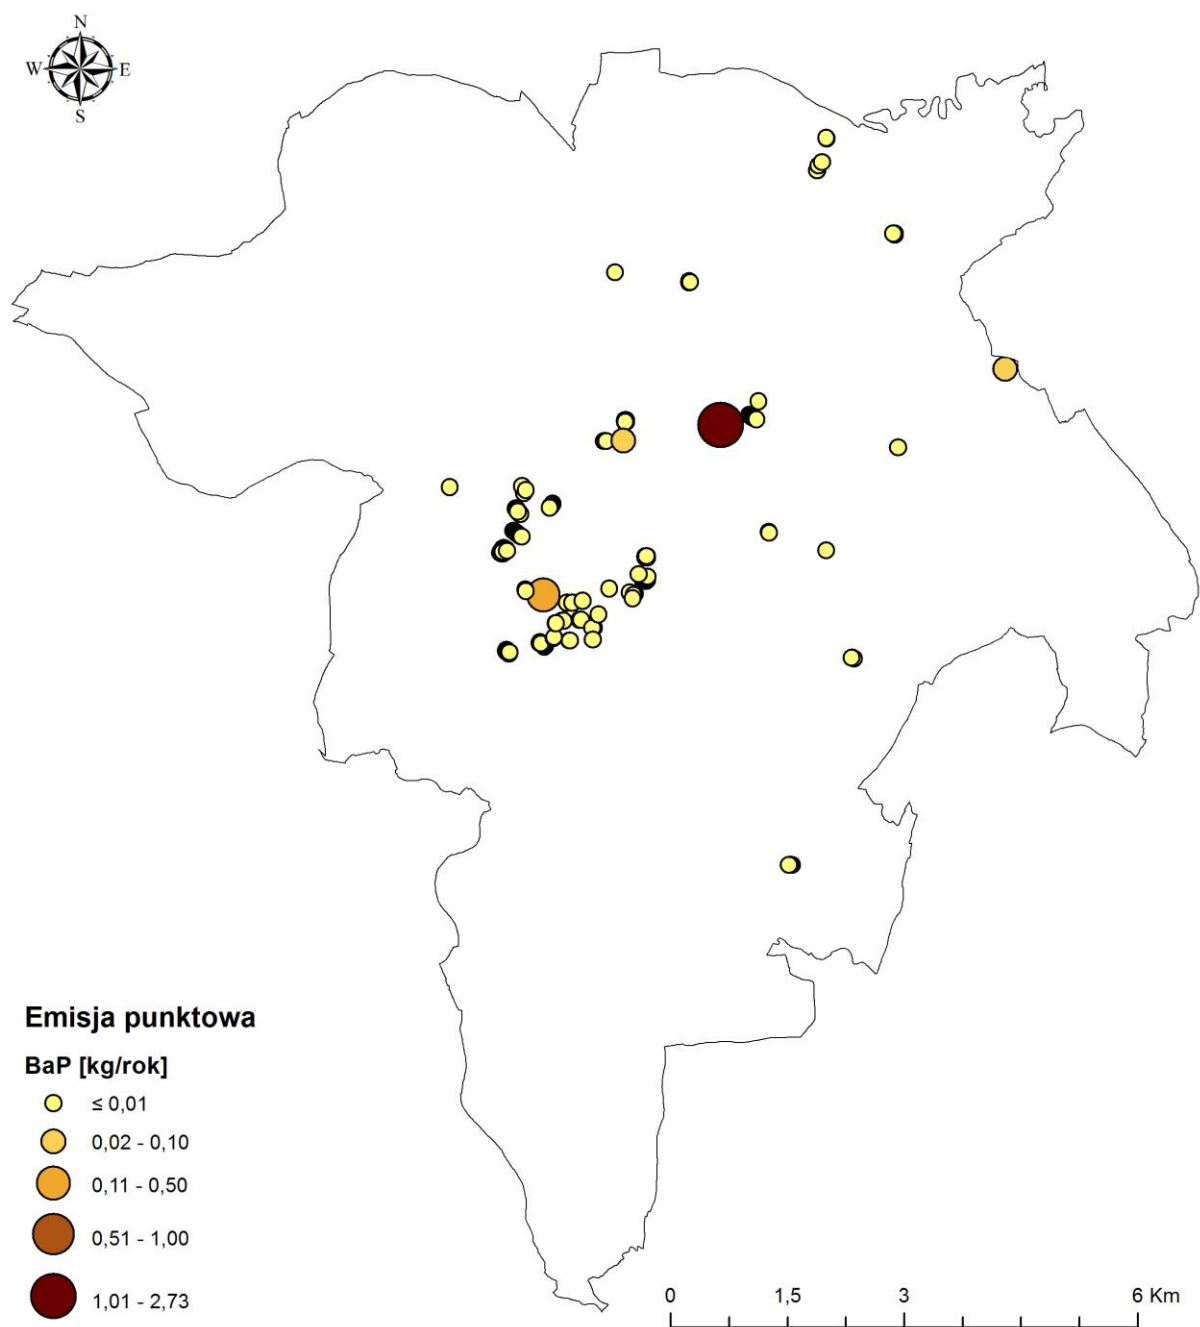 N
W E
S
Emisja punktowa
BaP [kg/rok]
≤ 0,01
0,02 - 0,10
0,11 - 0,50
0,51 - 1,00
1,01 - 2,73
0 1,5 3 6 Km